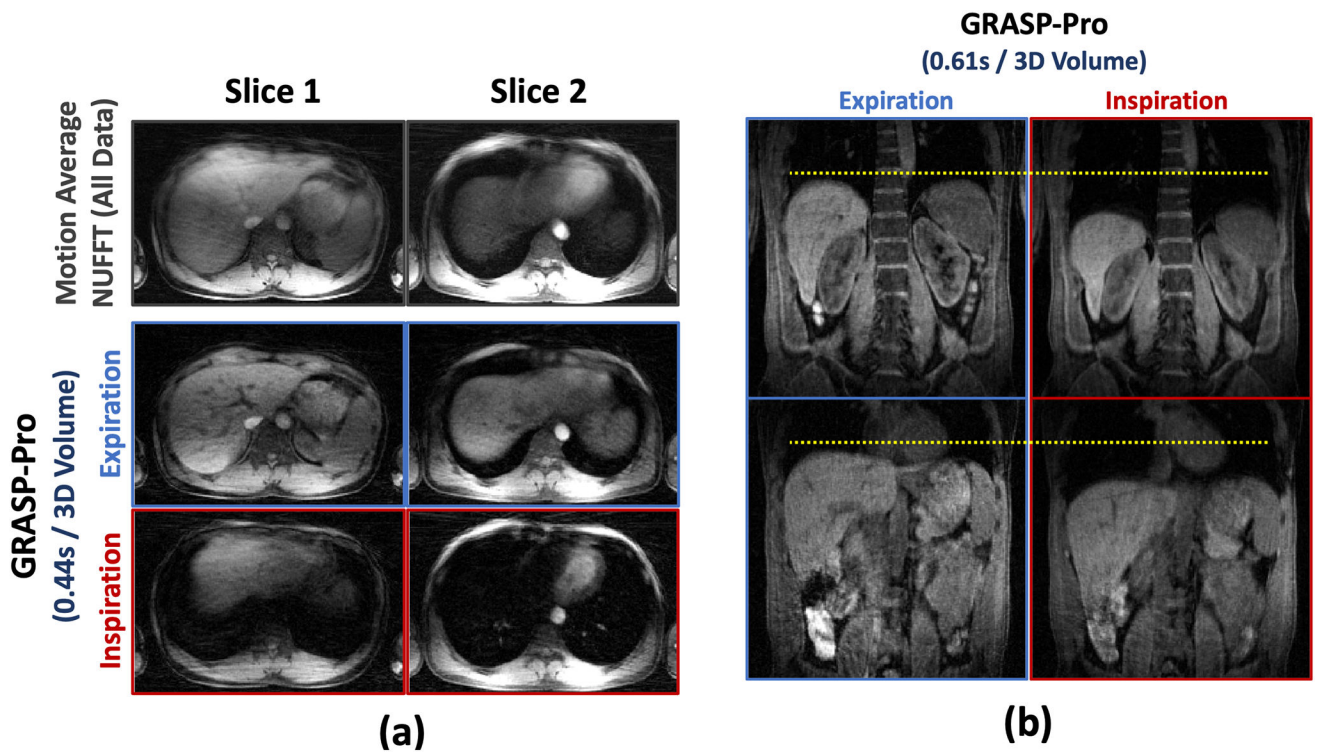 Slice 1
Slice 2
Motion Average
NUFFT (All Data)
GRASP-Pro
(0.44s / 3D Volume)
Expiration
Inspiration
(a)
GRASP-Pro
(0.61s / 3D Volume)
Expiration
Inspiration
(b)